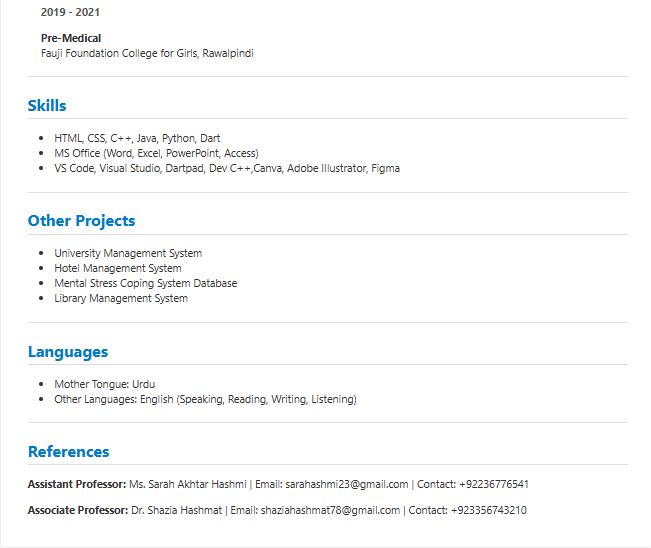 2019 - 2021
Pre-Medical
Fauji Foundation College for Girls, Rawalpindi
Skills
• HTML, CSS, C++, Java, Python, Dart
• MS Office (Word, Excel, PowerPoint, Access)
• VS Code, Visual Studio, Dartpad, Dev C++,Canva, Adobe Illustrator, Figma
Other Projects
• University Management System
• Hotel Management System
• Mental Stress Coping System Database
• Library Management System
Languages
• Mother Tongue: Urdu
• Other Languages: English (Speaking, Reading, Writing, Listening)
References
Assistant Professor: Ms. Sarah Akhtar Hashmi | Email: sarahashmi23@gmail.com | Contact: +92236776541
Associate Professor: Dr. Shazia Hashmat | Email: shaziahashmat78@gmail.com | Contact: +923356743210